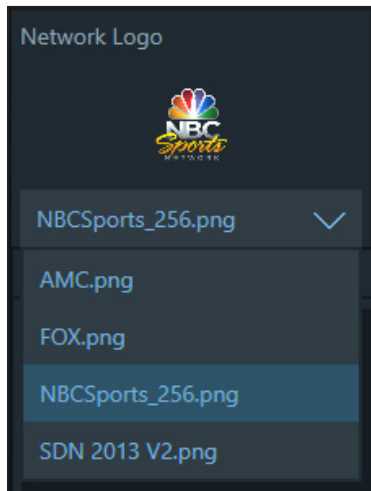 Network Logo
NBC
Sports
NETWORK
NBCSports_256.png
AMC.png
FOX.png
NBCSports_256.png
SDN 2013 V2.png